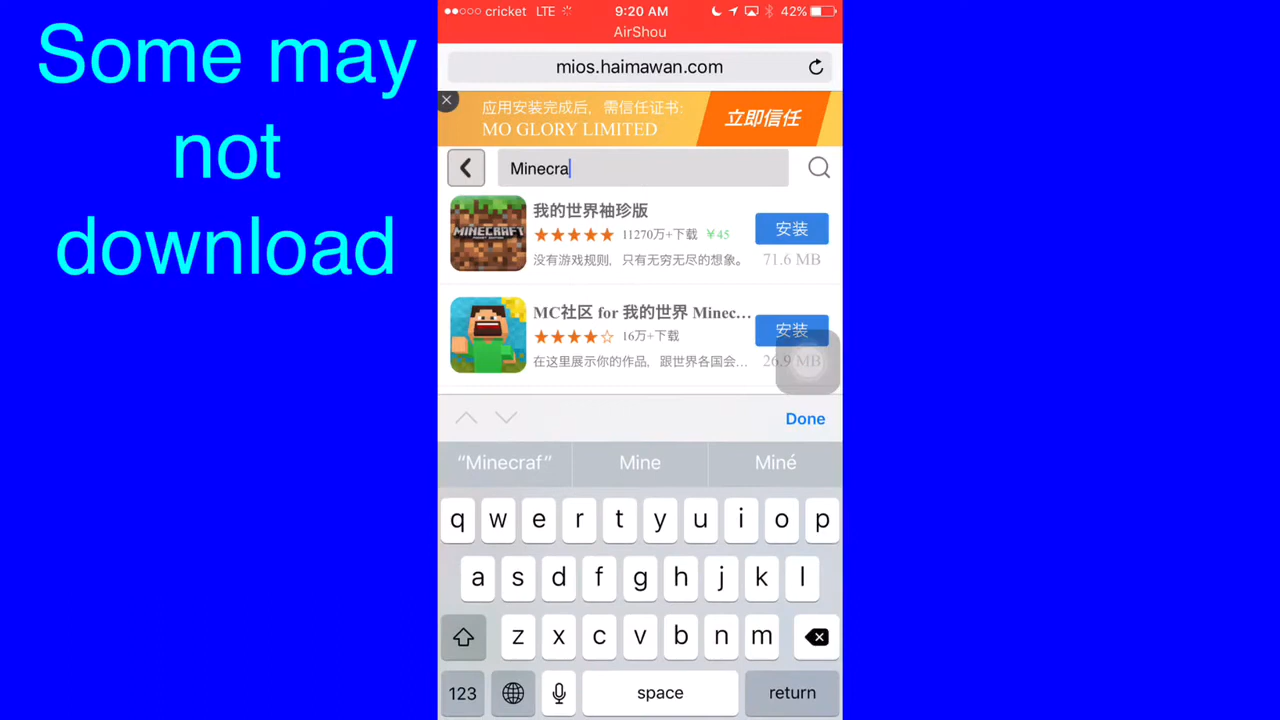 Some may
not
download
cricket LTE 9:20 AM 42%
AirShou
mios.haimawan.com
应用安装完成后，需信任证书:
MO GLORY LIMITED
立即信任
Minecra
MINECRAFT
我的世界袖珍版
11270万+下载 ¥45
安装
没有游戏规则，只有无穷无尽的想象。
71.6 MB
MC社区 for 我的世界 Minec...
16万+下载
安装
在这里展示你的作品，跟世界各国会...
26.9 MB
Done
“Minecraf” Mine Miné
q w e r t y u i o p
a s d f g h j k l
z x c v b n m
123 space return